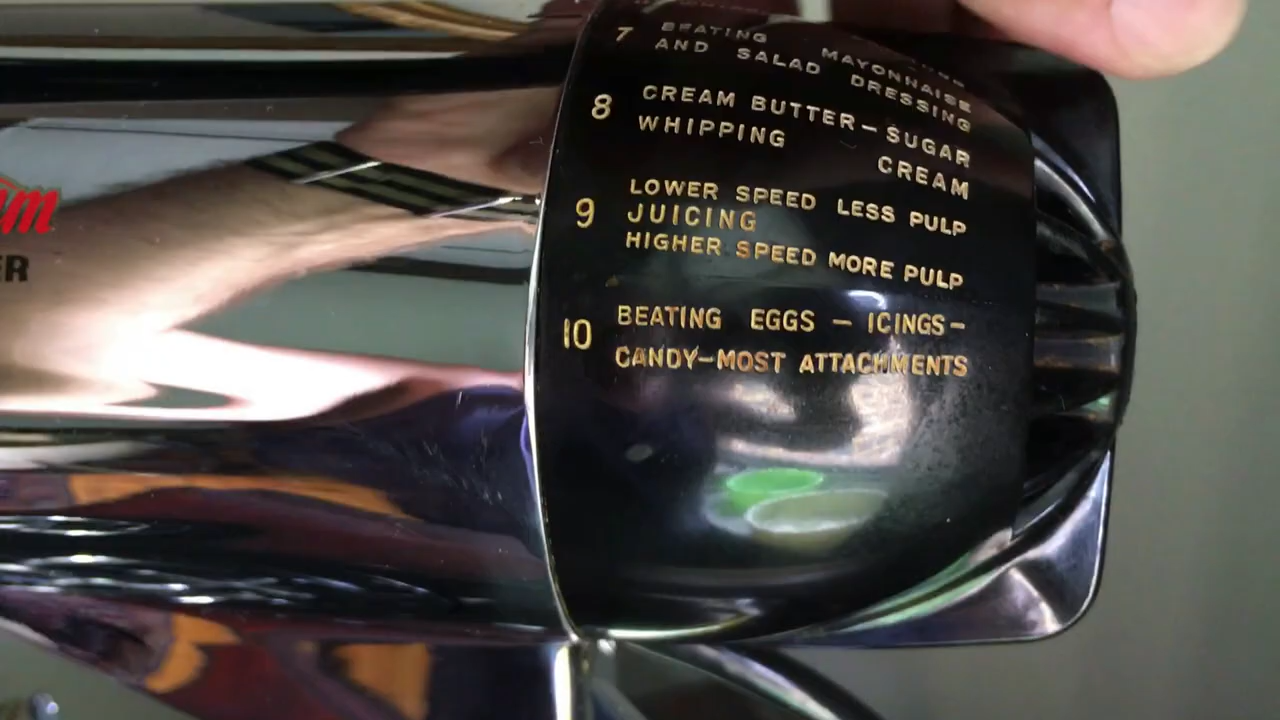 7 BEATING MAYONNAISE
AND SALAD DRESSING
8 CREAM BUTTER – SUGAR
WHIPPING CREAM
9 LOWER SPEED LESS PULP
JUICING
HIGHER SPEED MORE PULP
10 BEATING EGGS – ICINGS–
CANDY–MOST ATTACHMENTS